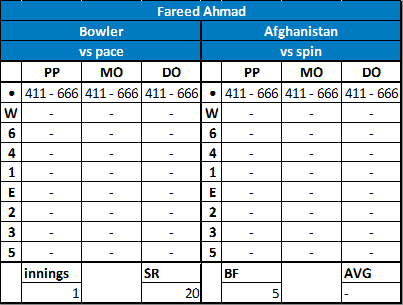 Fareed Ahmad
Bowler Afghanistan
vs pace vs spin
PP MO DO PP MO DO
• 411 - 666 411 - 666 411 - 666 • 411 - 666 411 - 666 411 - 666
W - - - W - - -
6 - - - 6 - - -
4 - - - 4 - - -
1 - - - 1 - - -
E - - - E - - -
2 - - - 2 - - -
3 - - - 3 - - -
5 - - - 5 - - -
innings SR BF AVG
1 20 5 -